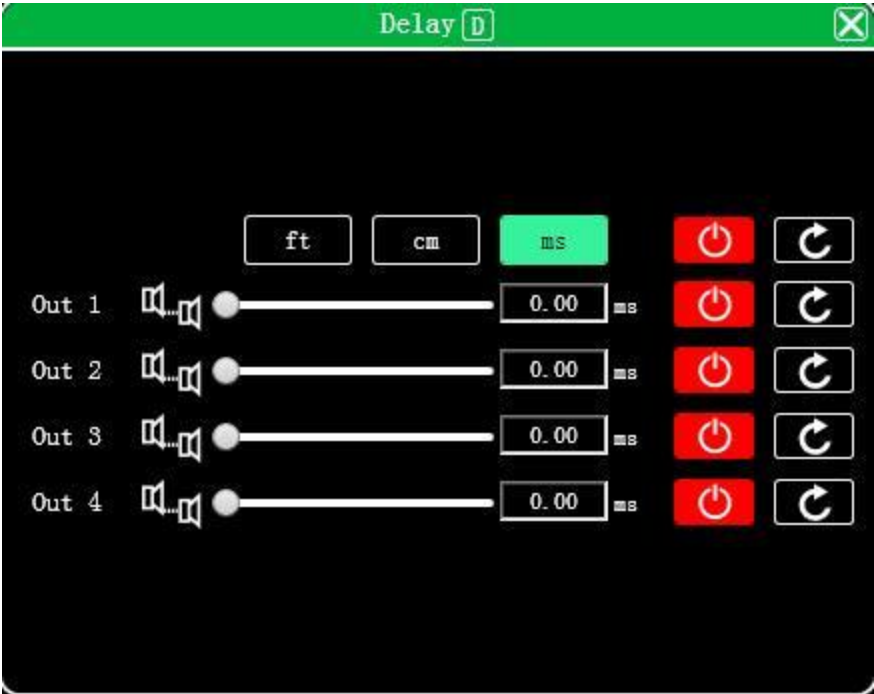 Delay D
ft cm ms
Out 1 0.00 ms
Out 2 0.00 ms
Out 3 0.00 ms
Out 4 0.00 ms